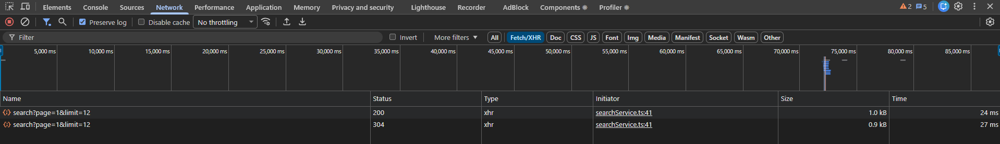 Elements Console Sources Network Performance Application Memory Privacy and security Lighthouse Recorder AdBlock Components Profiler 2 5
Preserve log Disable cache No throttling
Filter Invert More filters All Fetch/XHR Doc CSS JS Font Img Media Manifest Socket Wasm Other
5,000 ms 10,000 ms 15,000 ms 20,000 ms 25,000 ms 30,000 ms 35,000 ms 40,000 ms 45,000 ms 50,000 ms 55,000 ms 60,000 ms 65,000 ms 70,000 ms 75,000 ms 80,000 ms 85,000 ms
Name Status Type Initiator Size Time
search?page=1&limit=12 200 xhr searchService.ts:41 1.0 kB 24 ms
search?page=1&limit=12 304 xhr searchService.ts:41 0.9 kB 27 ms